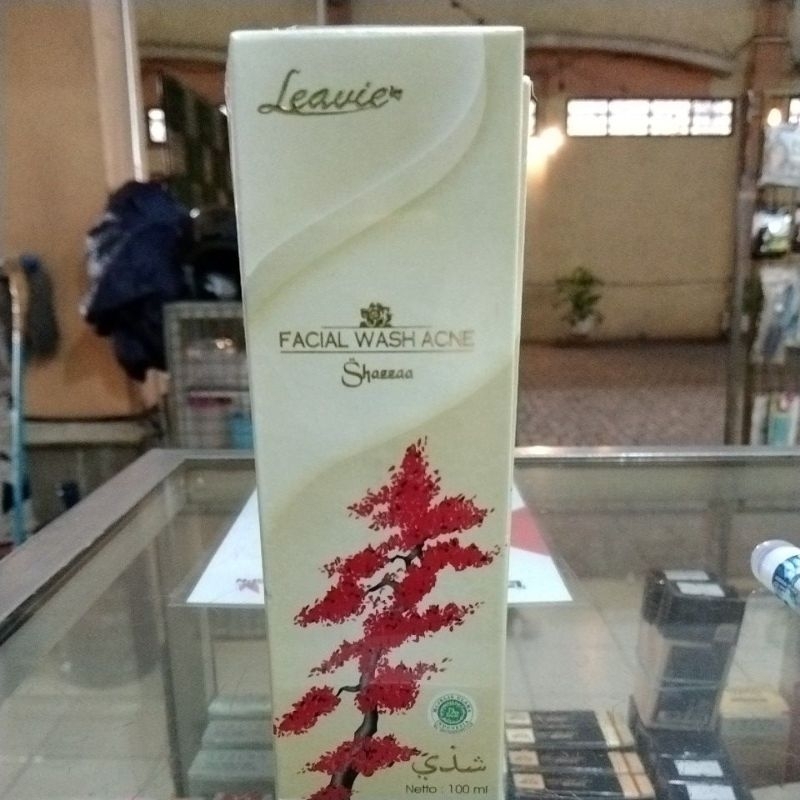 Leavie
FACIAL WASH ACNE
Shazzaa
شذي
Netto : 100 ml